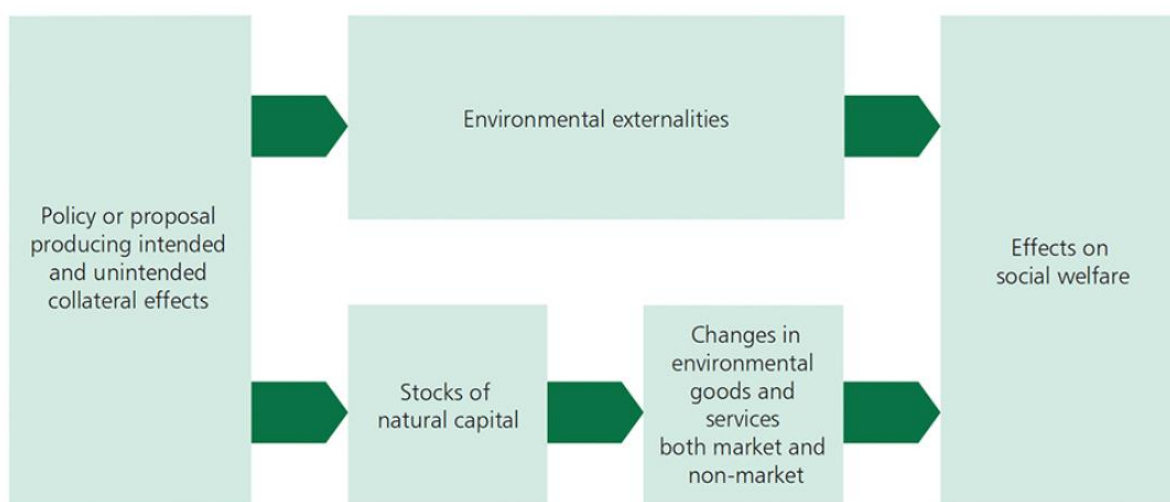 Policy or proposal
producing intended
and unintended
collateral effects
Environmental externalities
Stocks of
natural capital
Changes in
environmental
goods and
services
both market and
non-market
Effects on
social welfare